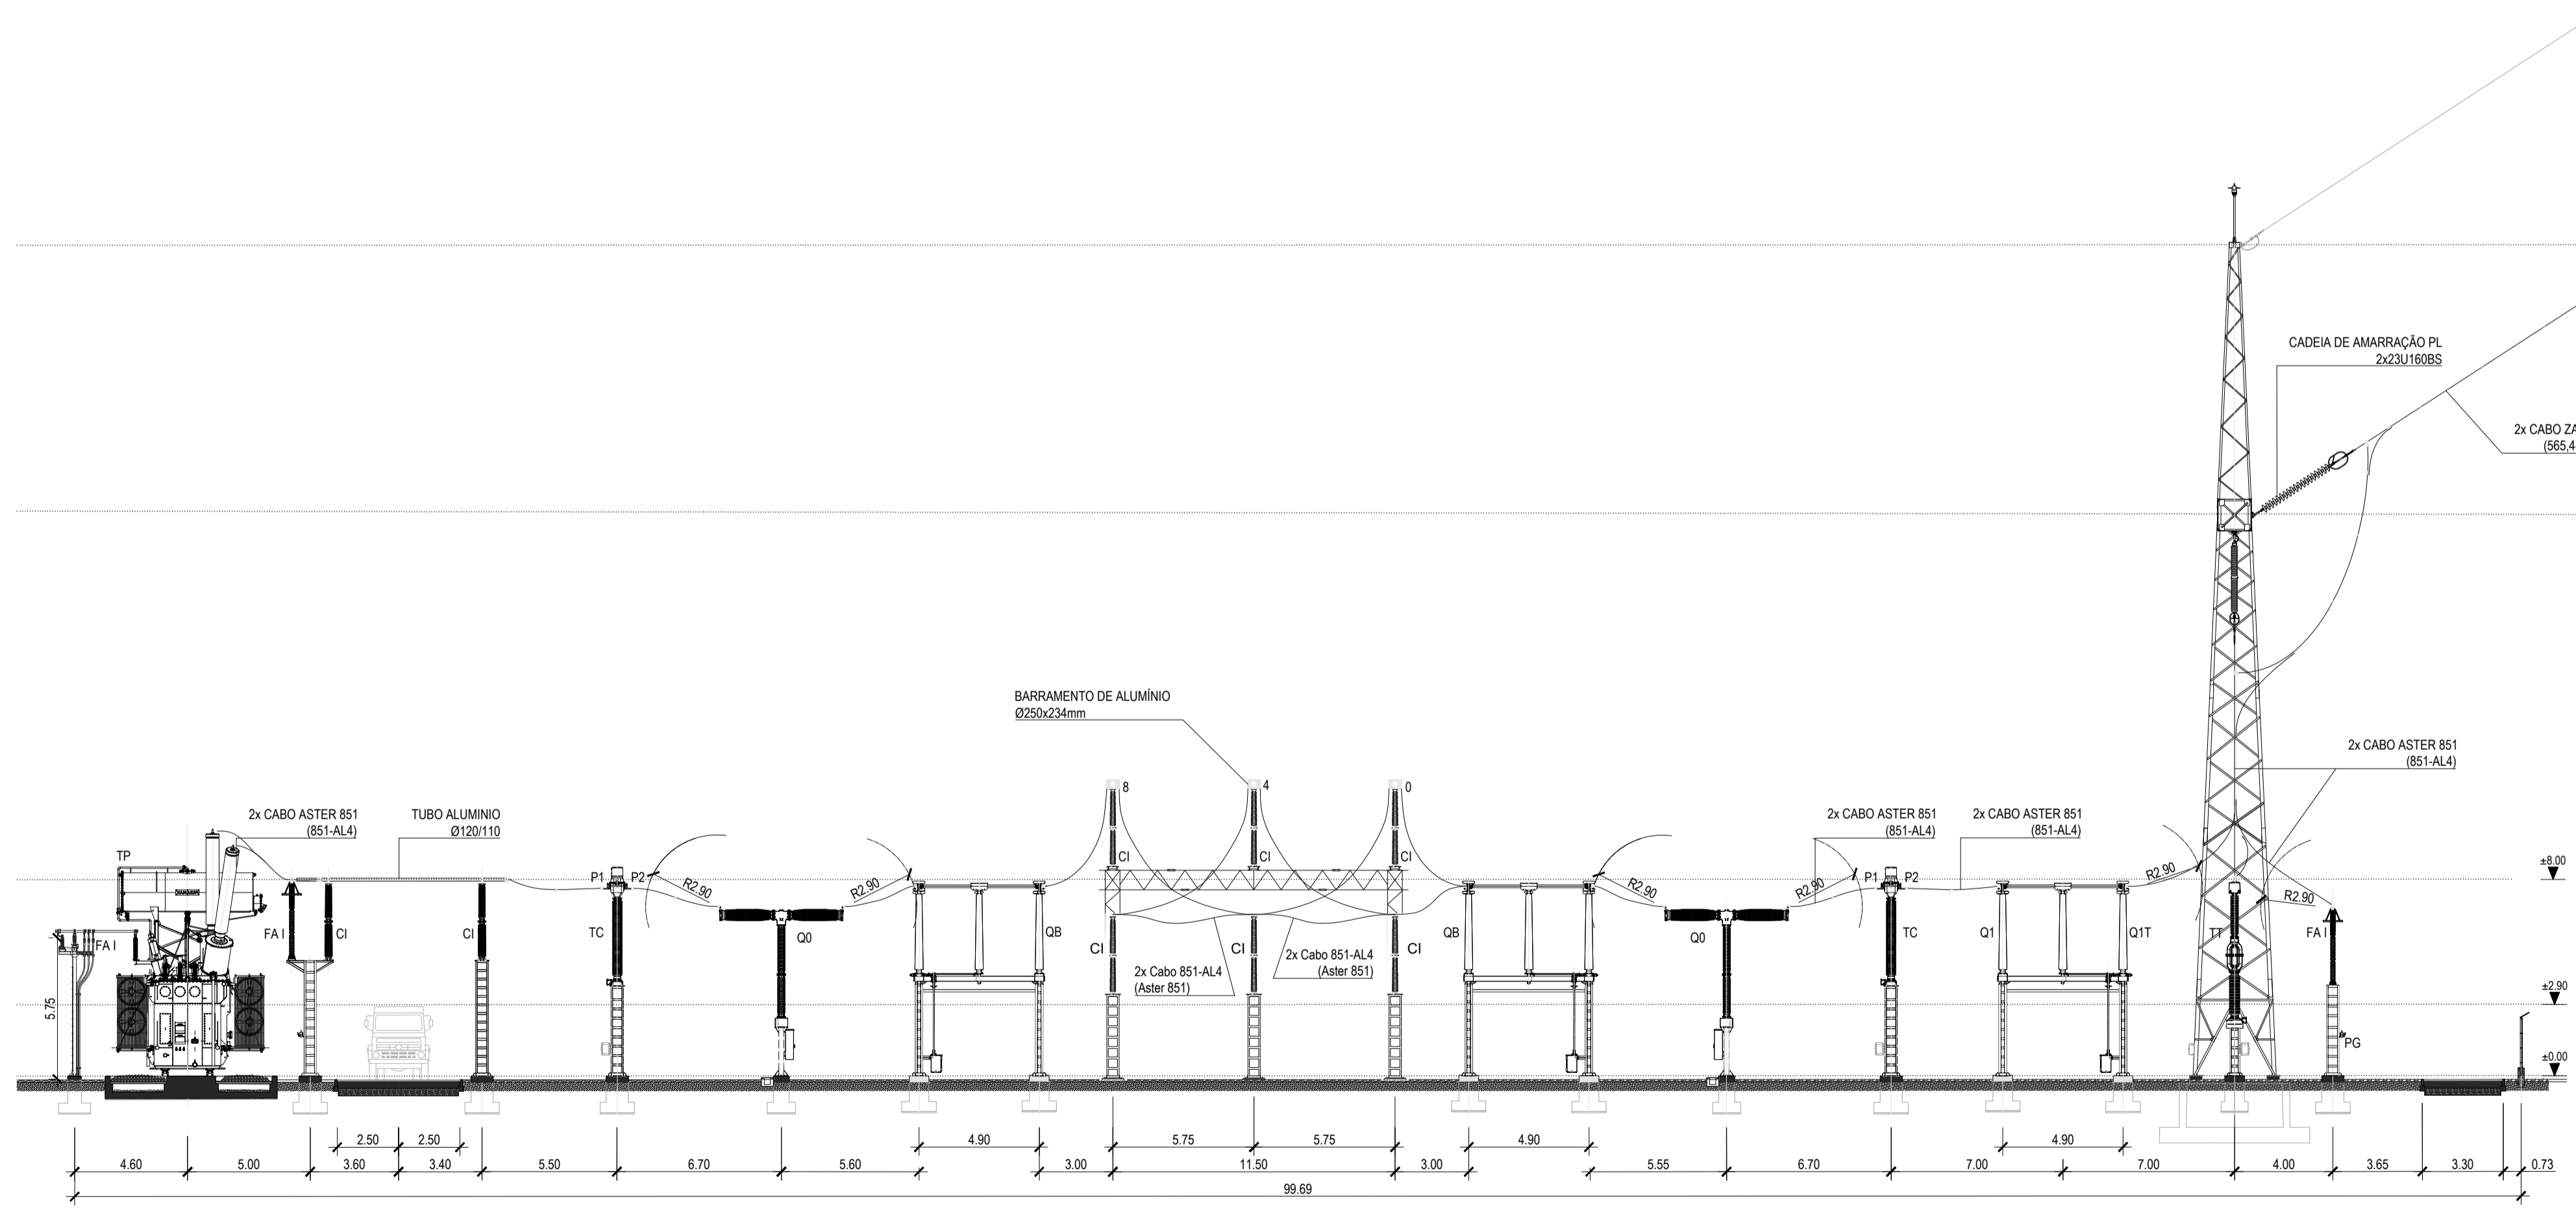 CADEIA DE AMARRAÇÃO PL
2x23U160BS
2x CABO ZA
(565,4
BARRAMENTO DE ALUMÍNIO
Ø250x234mm
2x CABO ASTER 851
(851-AL4)
8
4
0
2x CABO ASTER 851
(851-AL4)
TUBO ALUMINIO
Ø120/110
2x CABO ASTER 851
(851-AL4)
2x CABO ASTER 851
(851-AL4)
TP
CI
CI
CI
±8.00
P1
P2
R2.90
R2.90
R2.90
R2.90
P1
P2
R2.90
R2.90
FA I
FA I
CI
CI
TC
Q0
QB
CI
CI
CI
QB
Q0
TC
Q1
Q1T
TT
FA I
2x Cabo 851-AL4
(Aster 851)
2x Cabo 851-AL4
(Aster 851)
±2.90
5.75
PG
±0.00
2.50
2.50
4.90
5.75
5.75
4.90
4.90
4.60
5.00
3.60
3.40
5.50
6.70
5.60
3.00
11.50
3.00
5.55
6.70
7.00
7.00
4.00
3.65
3.30
0.73
99.69